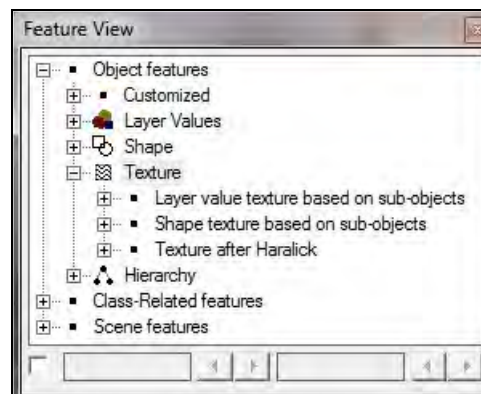 Feature View
Object features
Customized
Layer Values
Shape
Texture
Layer value texture based on sub-objects
Shape texture based on sub-objects
Texture after Haralick
Hierarchy
Class-Related features
Scene features